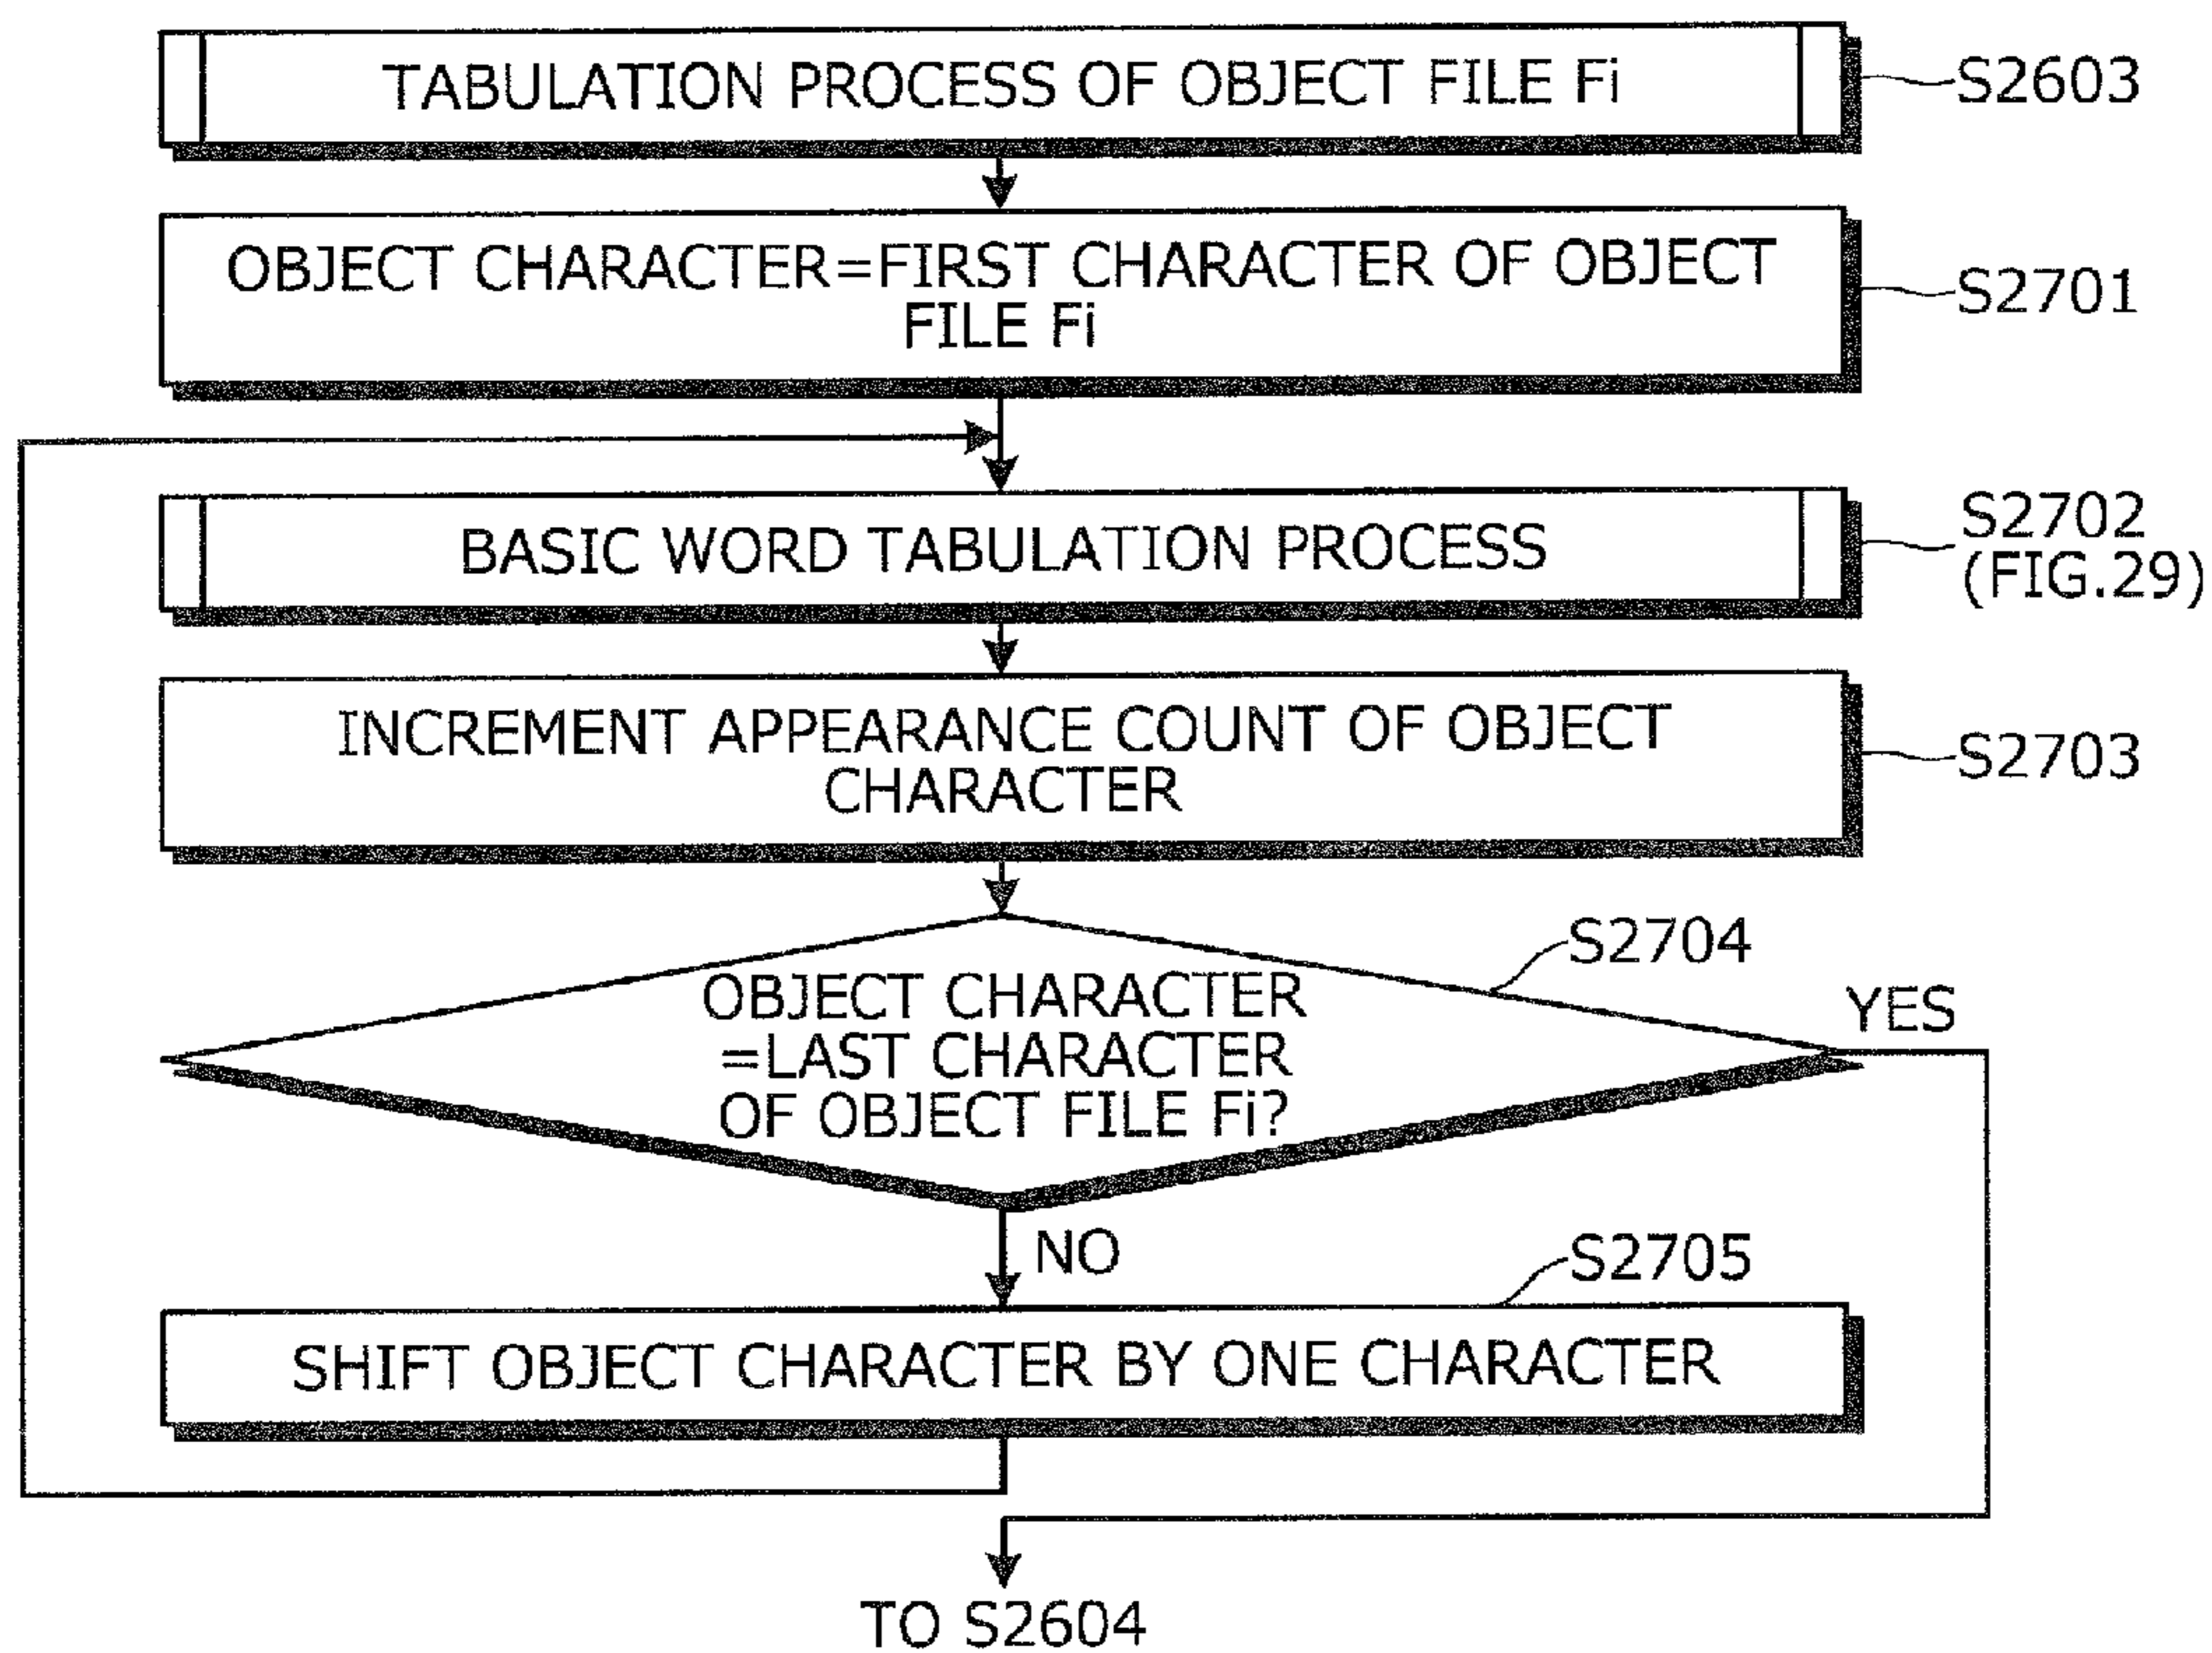 TABULATION PROCESS OF OBJECT FILE Fi
S2603
OBJECT CHARACTER=FIRST CHARACTER OF OBJECT
FILE Fi
S2701
BASIC WORD TABULATION PROCESS
S2702
(FIG.29)
INCREMENT APPEARANCE COUNT OF OBJECT
CHARACTER
S2703
S2704
OBJECT CHARACTER
=LAST CHARACTER
OF OBJECT FILE Fi?
YES
NO
S2705
SHIFT OBJECT CHARACTER BY ONE CHARACTER
TO S2604